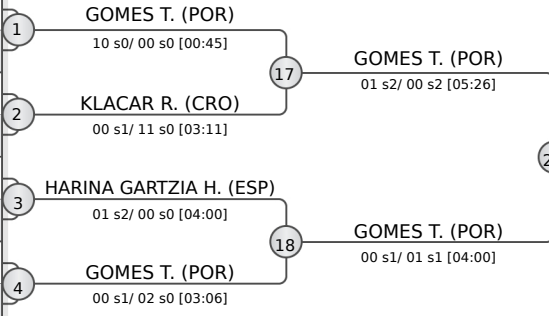 GOMES T. (POR)
1
10 s0/ 00 s0 [00:45]
17
GOMES T. (POR)
01 s2/ 00 s2 [05:26]
KLACAR R. (CRO)
2
00 s1/ 11 s0 [03:11]
HARINA GARTZIA H. (ESP)
3
01 s2/ 00 s0 [04:00]
18
GOMES T. (POR)
00 s1/ 01 s1 [04:00]
GOMES T. (POR)
4
00 s1/ 02 s0 [03:06]